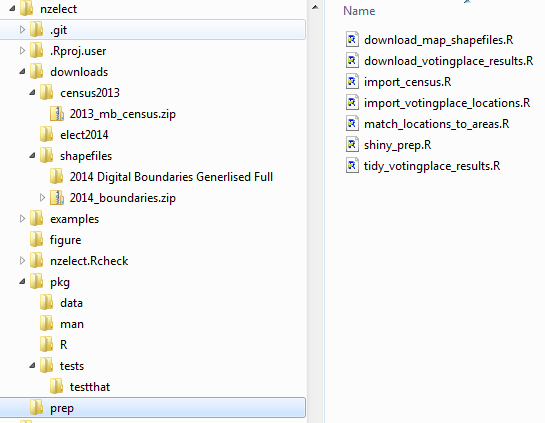 nzelect
.git
.Rproj.user
downloads
census2013
2013_mb_census.zip
elect2014
shapefiles
2014 Digital Boundaries Generlised Full
2014_boundaries.zip
examples
figure
nzelect.Rcheck
pkg
data
man
R
tests
testthat
prep
Name
download_map_shapefiles.R
download_votingplace_results.R
import_census.R
import_votingplace_locations.R
match_locations_to_areas.R
shiny_prep.R
tidy_votingplace_results.R